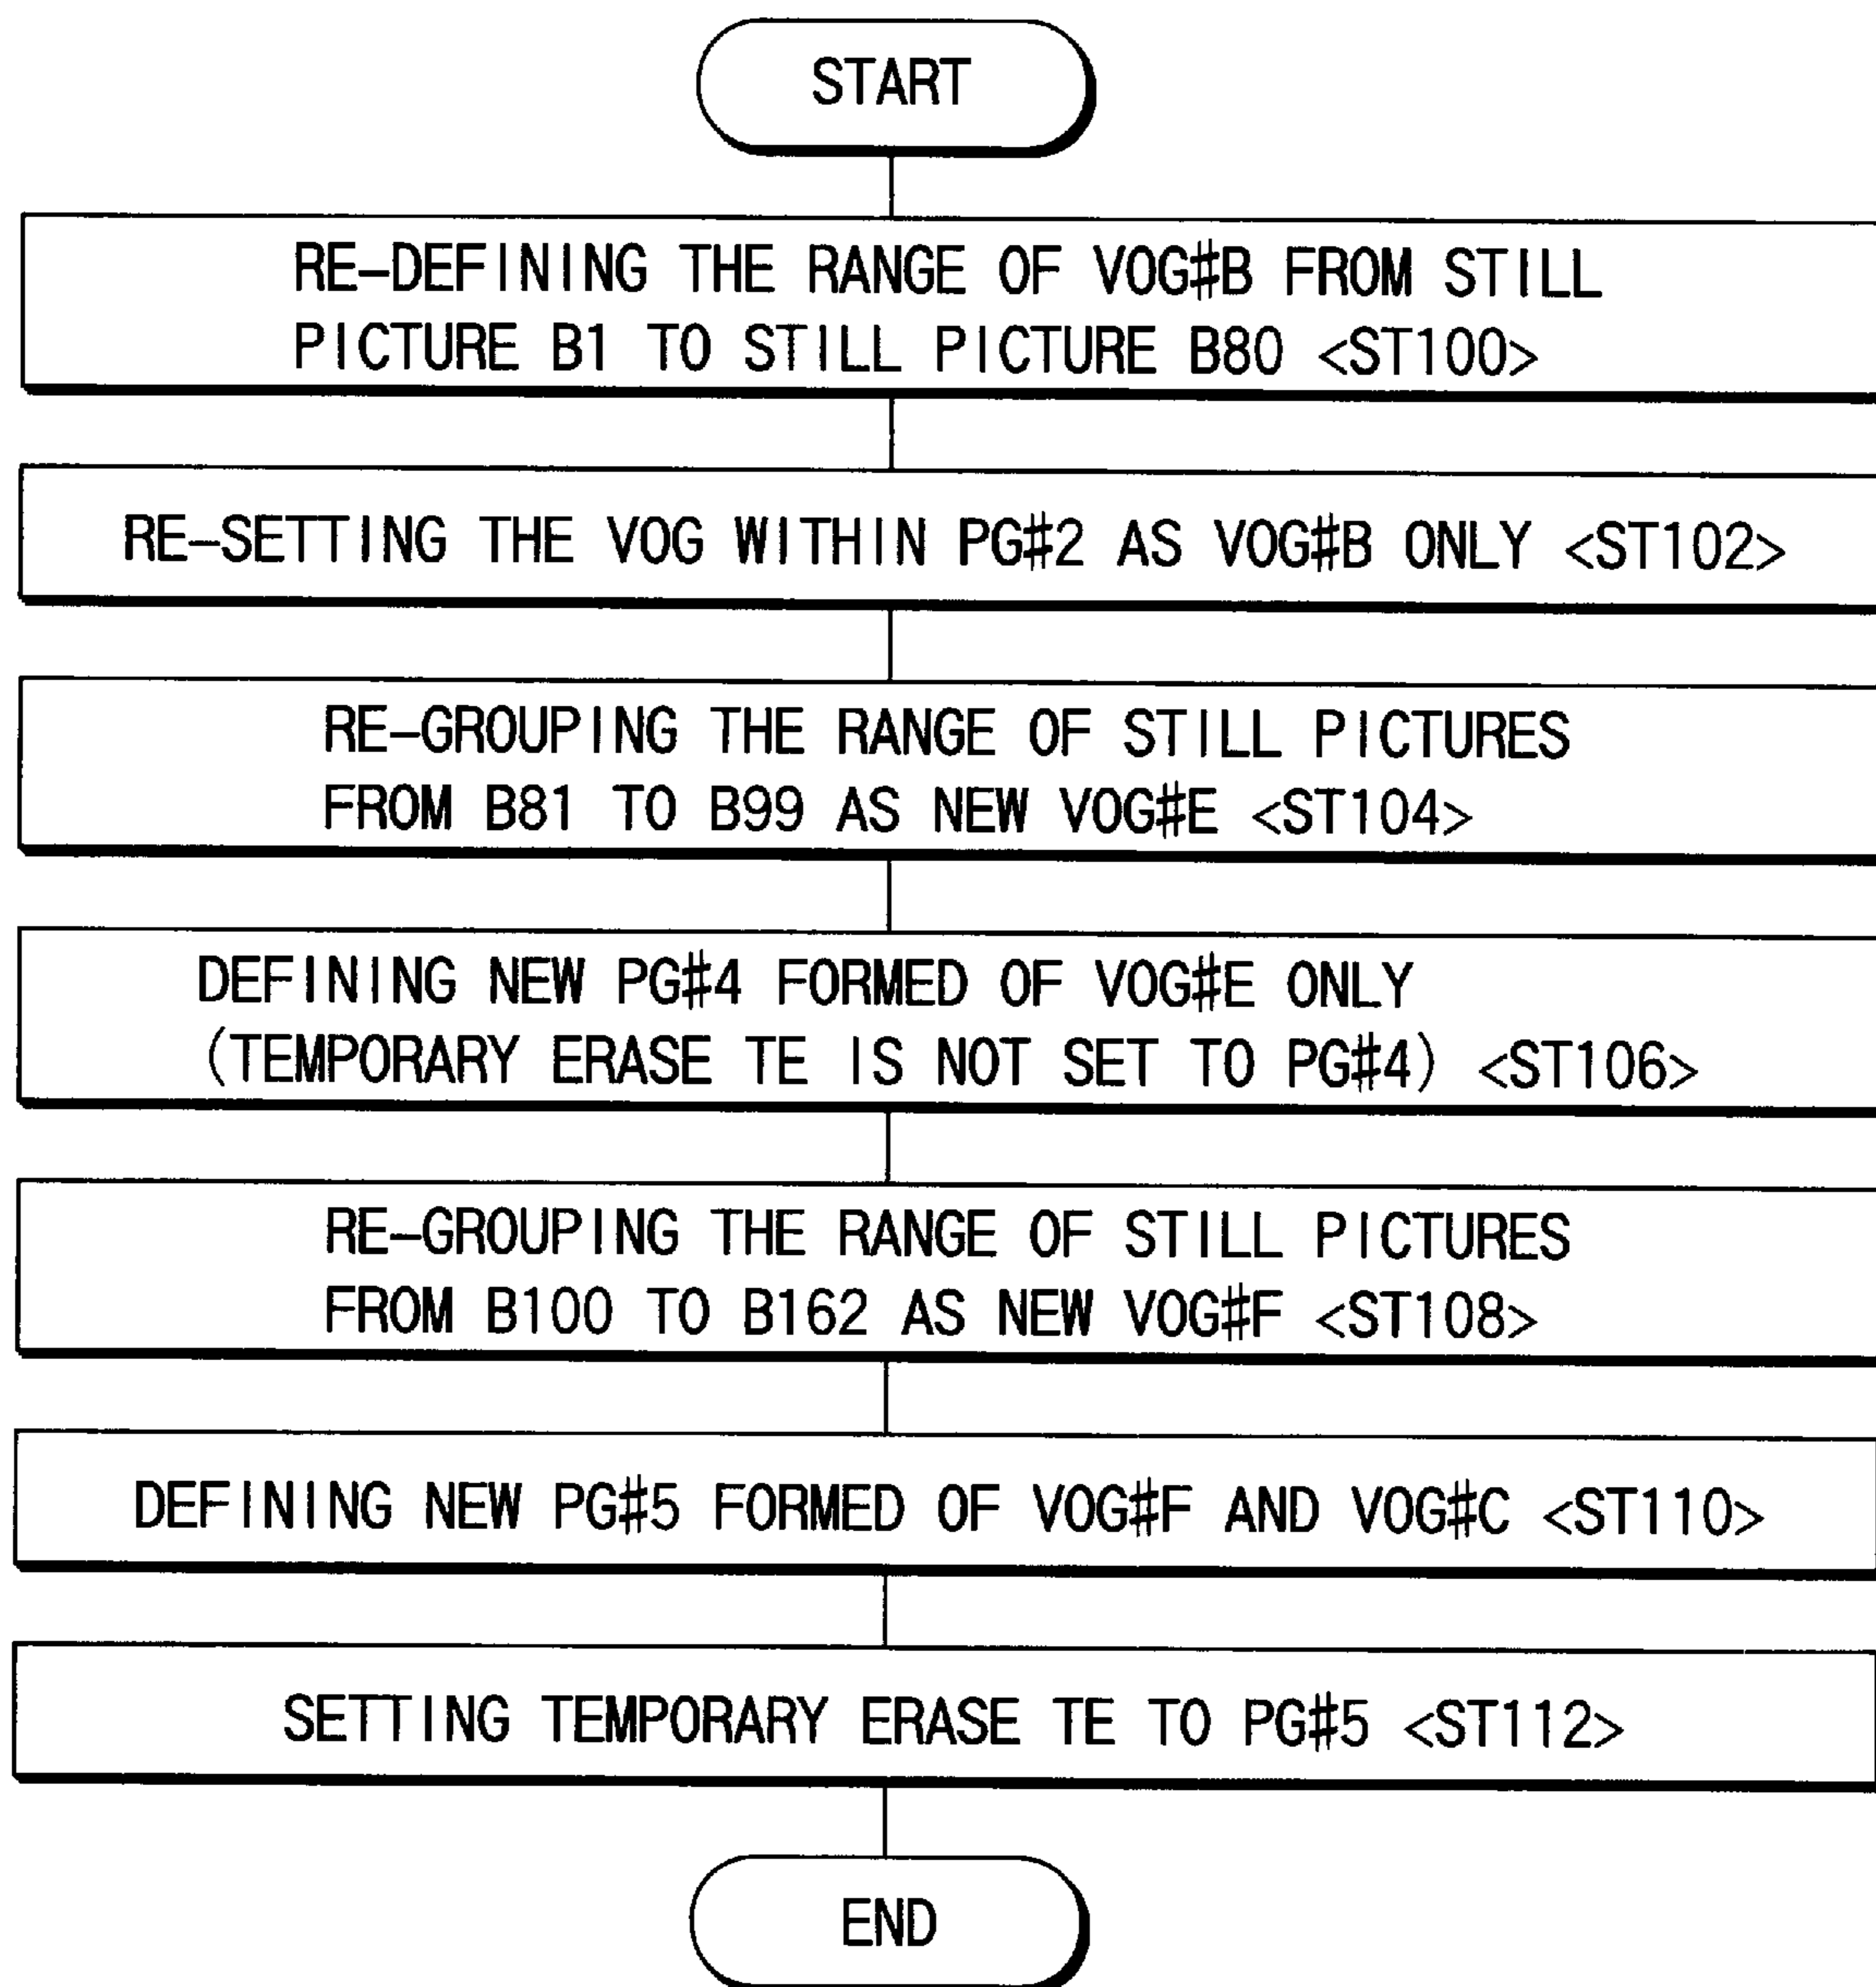 START
RE-DEFINING THE RANGE OF VOG#B FROM STILL
PICTURE B1 TO STILL PICTURE B80 <ST100>
RE-SETTING THE VOG WITHIN PG#2 AS VOG#B ONLY <ST102>
RE-GROUPING THE RANGE OF STILL PICTURES
FROM B81 TO B99 AS NEW VOG#E <ST104>
DEFINING NEW PG#4 FORMED OF VOG#E ONLY
(TEMPORARY ERASE TE IS NOT SET TO PG#4) <ST106>
RE-GROUPING THE RANGE OF STILL PICTURES
FROM B100 TO B162 AS NEW VOG#F <ST108>
DEFINING NEW PG#5 FORMED OF VOG#F AND VOG#C <ST110>
SETTING TEMPORARY ERASE TE TO PG#5 <ST112>
END